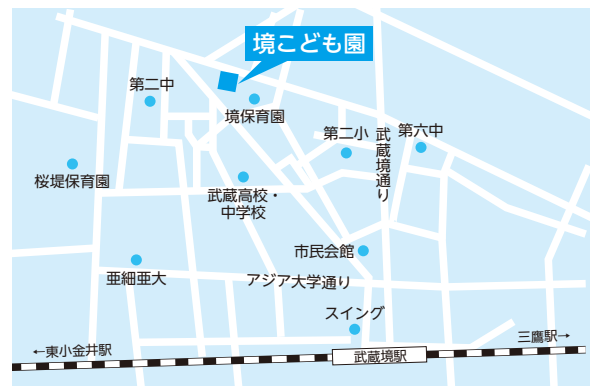 境こども園
第二中
境保育園
第二小
第六中
武蔵境通り
桜堤保育園
武蔵高校・
中学校
市民会館
亜細亜大
アジア大学通り
スイング
←東小金井駅
三鷹駅→
武蔵境駅